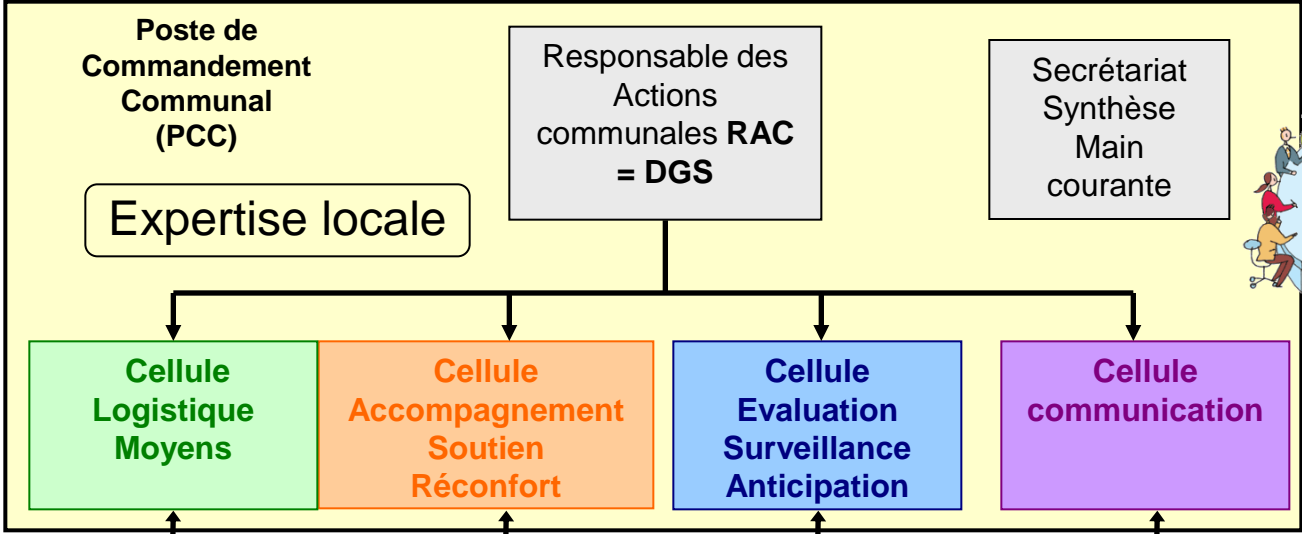 Poste de
Commandement
Communal
(PCC)
Expertise locale
Responsable des
Actions
communales RAC
= DGS
Secrétariat
Synthèse
Main
courante
Cellule
Logistique
Moyens
Cellule
Accompagnement
Soutien
Réconfort
Cellule
Evaluation
Surveillance
Anticipation
Cellule
communication